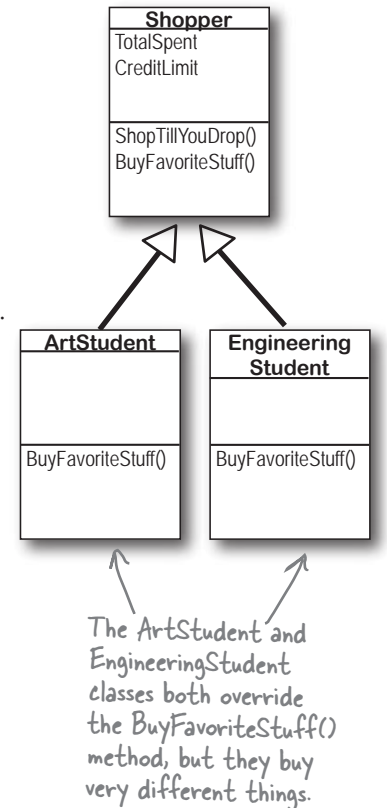 Shopper
TotalSpent
CreditLimit
ShopTillYouDrop()
BuyFavoriteStuff()
.
ArtStudent
BuyFavoriteStuff()
Engineering
Student
BuyFavoriteStuff()
The ArtStudent and
EngineeringStudent
classes both override
the BuyFavoriteStuff()
method, but they buy
very different things.